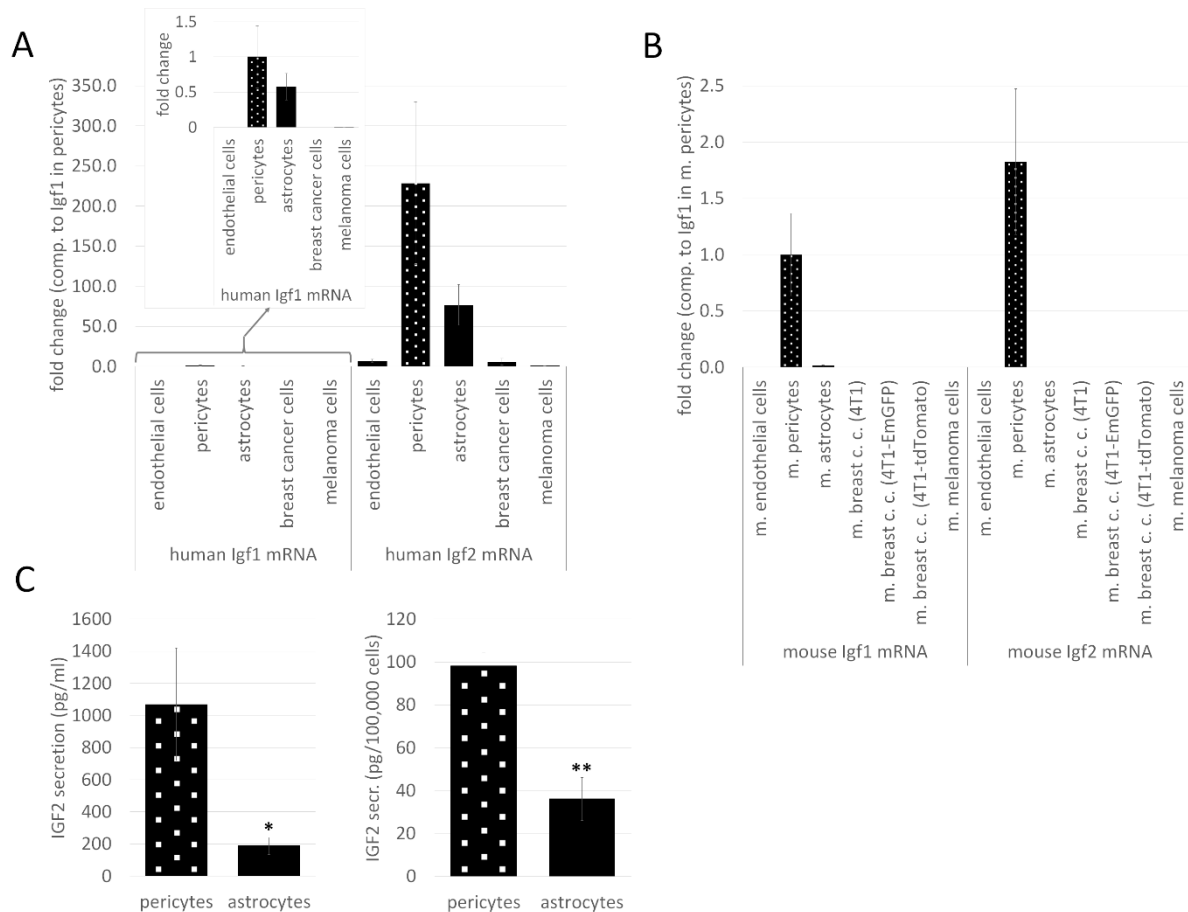 A
fold change (comp. to Igf1 in pericytes)
350.0
300.0
250.0
200.0
150.0
100.0
50.0
0.0
fold change
1.5
1
0.5
0
endothelial cells
pericytes
astrocytes
breast cancer cells
melanoma cells
human Igf1 mRNA
endothelial cells
pericytes
astrocytes
breast cancer cells
melanoma cells
endothelial cells
pericytes
astrocytes
breast cancer cells
melanoma cells
human Igf1 mRNA
human Igf2 mRNA
B
fold change (comp. to Igf1 in m. pericytes)
2.5
2.0
1.5
1.0
0.5
0.0
m. endothelial cells
m. pericytes
m. astrocytes
m. breast c. c. (4T1)
m. breast c. c. (4T1-EmGFP)
m. breast c. c. (4T1-tdTomato)
m. melanoma cells
m. endothelial cells
m. pericytes
m. astrocytes
m. breast c. c. (4T1)
m. breast c. c. (4T1-EmGFP)
m. breast c. c. (4T1-tdTomato)
m. melanoma cells
mouse Igf1 mRNA
mouse Igf2 mRNA
C
IGF2 secretion (pg/ml)
1600
1400
1200
1000
800
600
400
200
0
*
pericytes
astrocytes
IGF2 secr. (pg/100,000 cells)
120
100
80
60
40
20
0
**
pericytes
astrocytes